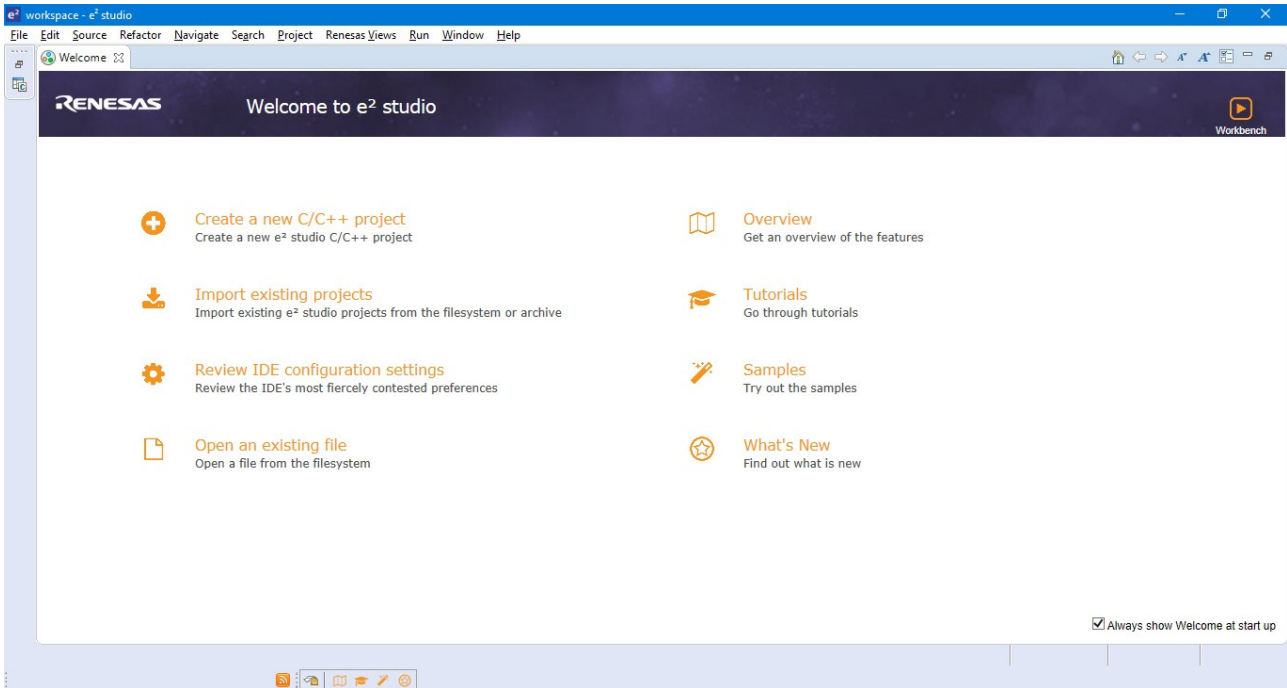 e² workspace - e² studio
File Edit Source Refactor Navigate Search Project Renesas Views Run Window Help
Welcome
RENESAS
Welcome to e² studio
Workbench
Create a new C/C++ project
Create a new e² studio C/C++ project
Import existing projects
Import existing e² studio projects from the filesystem or archive
Review IDE configuration settings
Review the IDE's most fiercely contested preferences
Open an existing file
Open a file from the filesystem
Overview
Get an overview of the features
Tutorials
Go through tutorials
Samples
Try out the samples
What's New
Find out what is new
Always show Welcome at start up